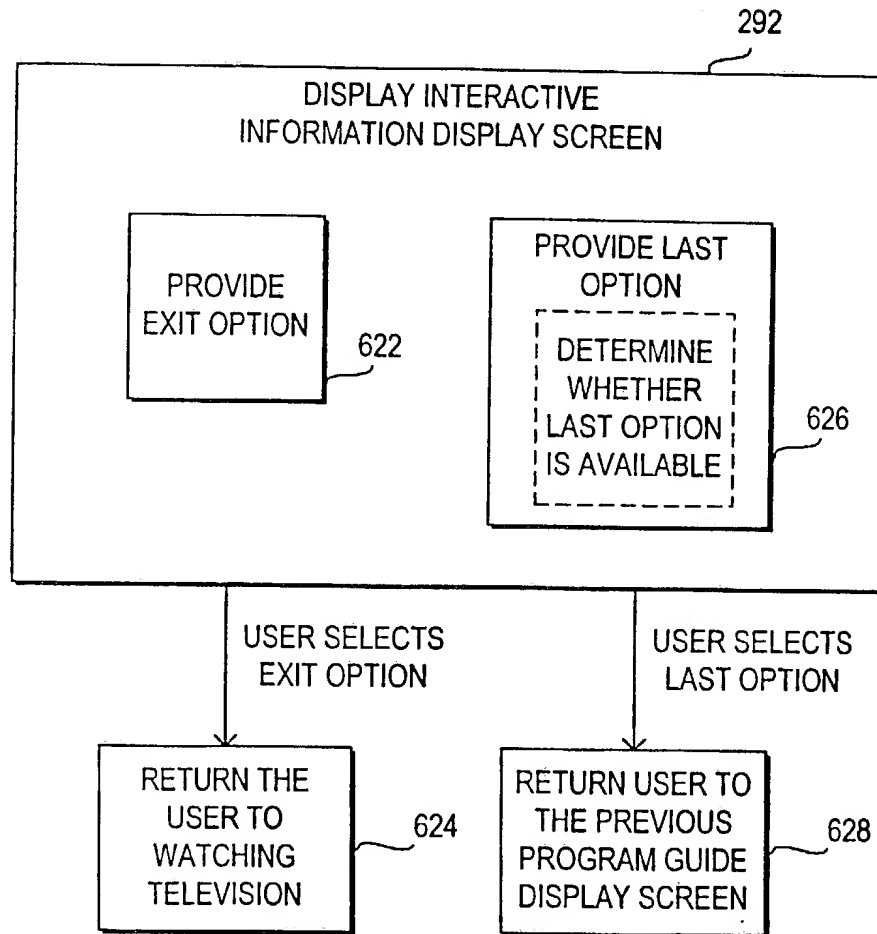 292
DISPLAY INTERACTIVE
INFORMATION DISPLAY SCREEN
PROVIDE
EXIT OPTION
622
PROVIDE LAST
OPTION
DETERMINE
WHETHER
LAST OPTION
IS AVAILABLE
626
USER SELECTS
EXIT OPTION
USER SELECTS
LAST OPTION
RETURN THE
USER TO
WATCHING
TELEVISION
624
RETURN USER TO
THE PREVIOUS
PROGRAM GUIDE
DISPLAY SCREEN
628